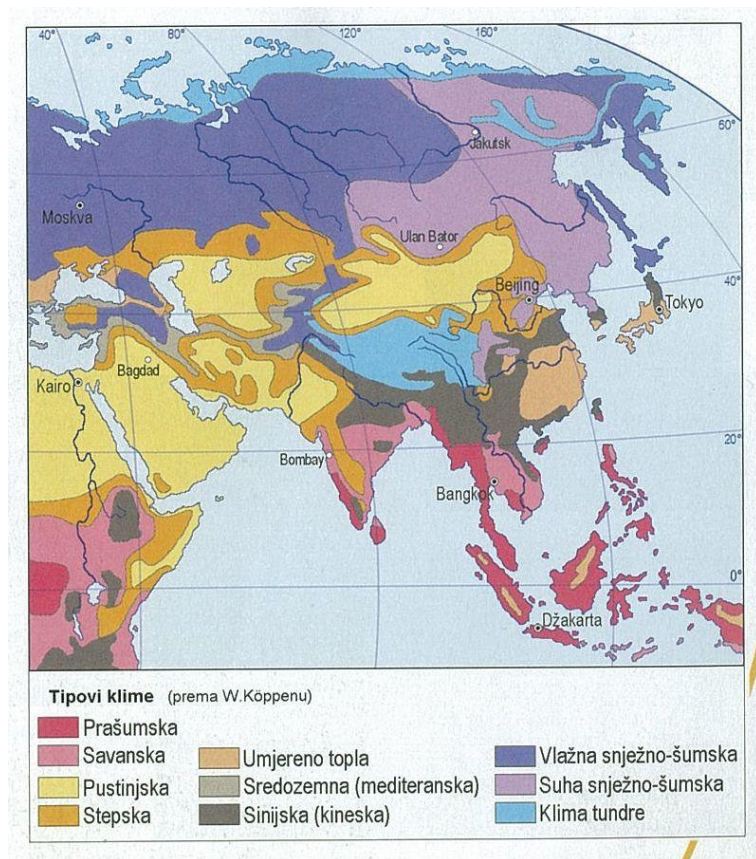 40° 80° 120° 160°
60°
Jakutsk
Moskva
Ulan Bator
40°
Beijing
Tokyo
Bagdad
Kairo
20°
Bombay
Bangkok
0°
Džakarta
Tipovi klime (prema W.Köppenu)
Prašumska
Savanska
Pustinjska
Stepska
Umjereno topla
Sredozemna (mediteranska)
Sinijska (kineska)
Vlažna snježno-šumska
Suha snježno-šumska
Klima tundre